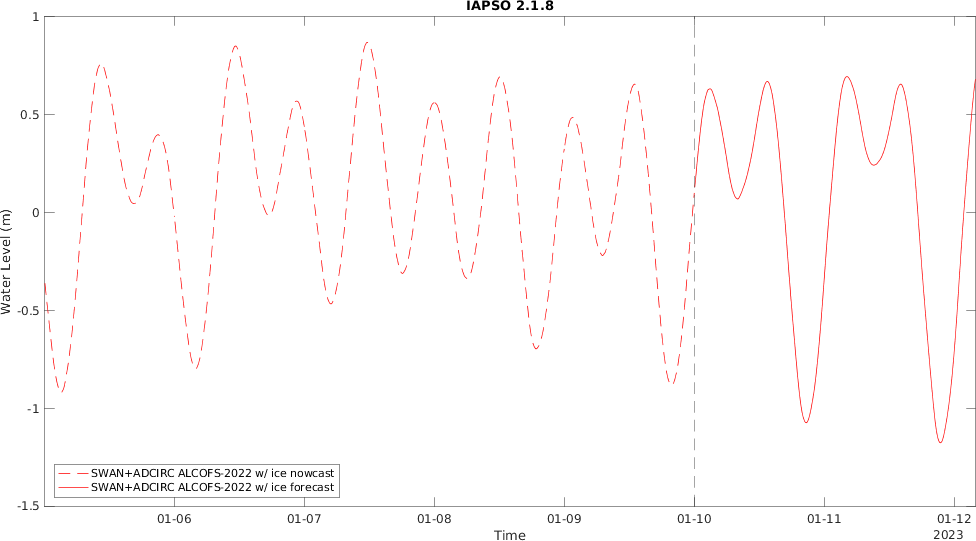 IAPSO 2.1.8
Water Level (m)
1
0.5
0
-0.5
-1
-1.5
SWAN+ADCIRC ALCOFS-2022 w/ ice nowcast
SWAN+ADCIRC ALCOFS-2022 w/ ice forecast
01-06 01-07 01-08 01-09 01-10 01-11 01-12
Time
2023